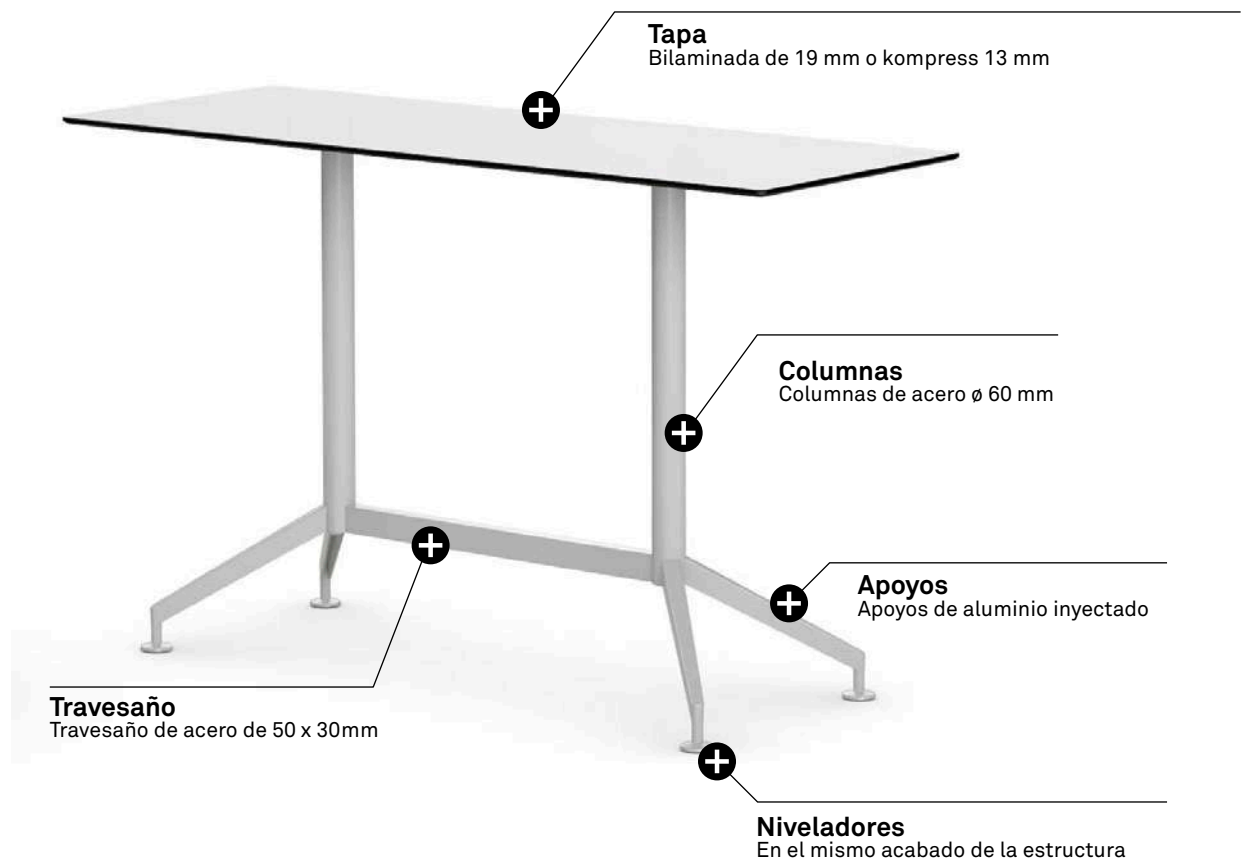 Tapa
Bilaminada de 19 mm o kompress 13 mm
Columnas
Columnas de acero ø 60 mm
Apoyos
Apoyos de aluminio inyectado
Travesaño
Travesaño de acero de 50 x 30mm
Niveladores
En el mismo acabado de la estructura